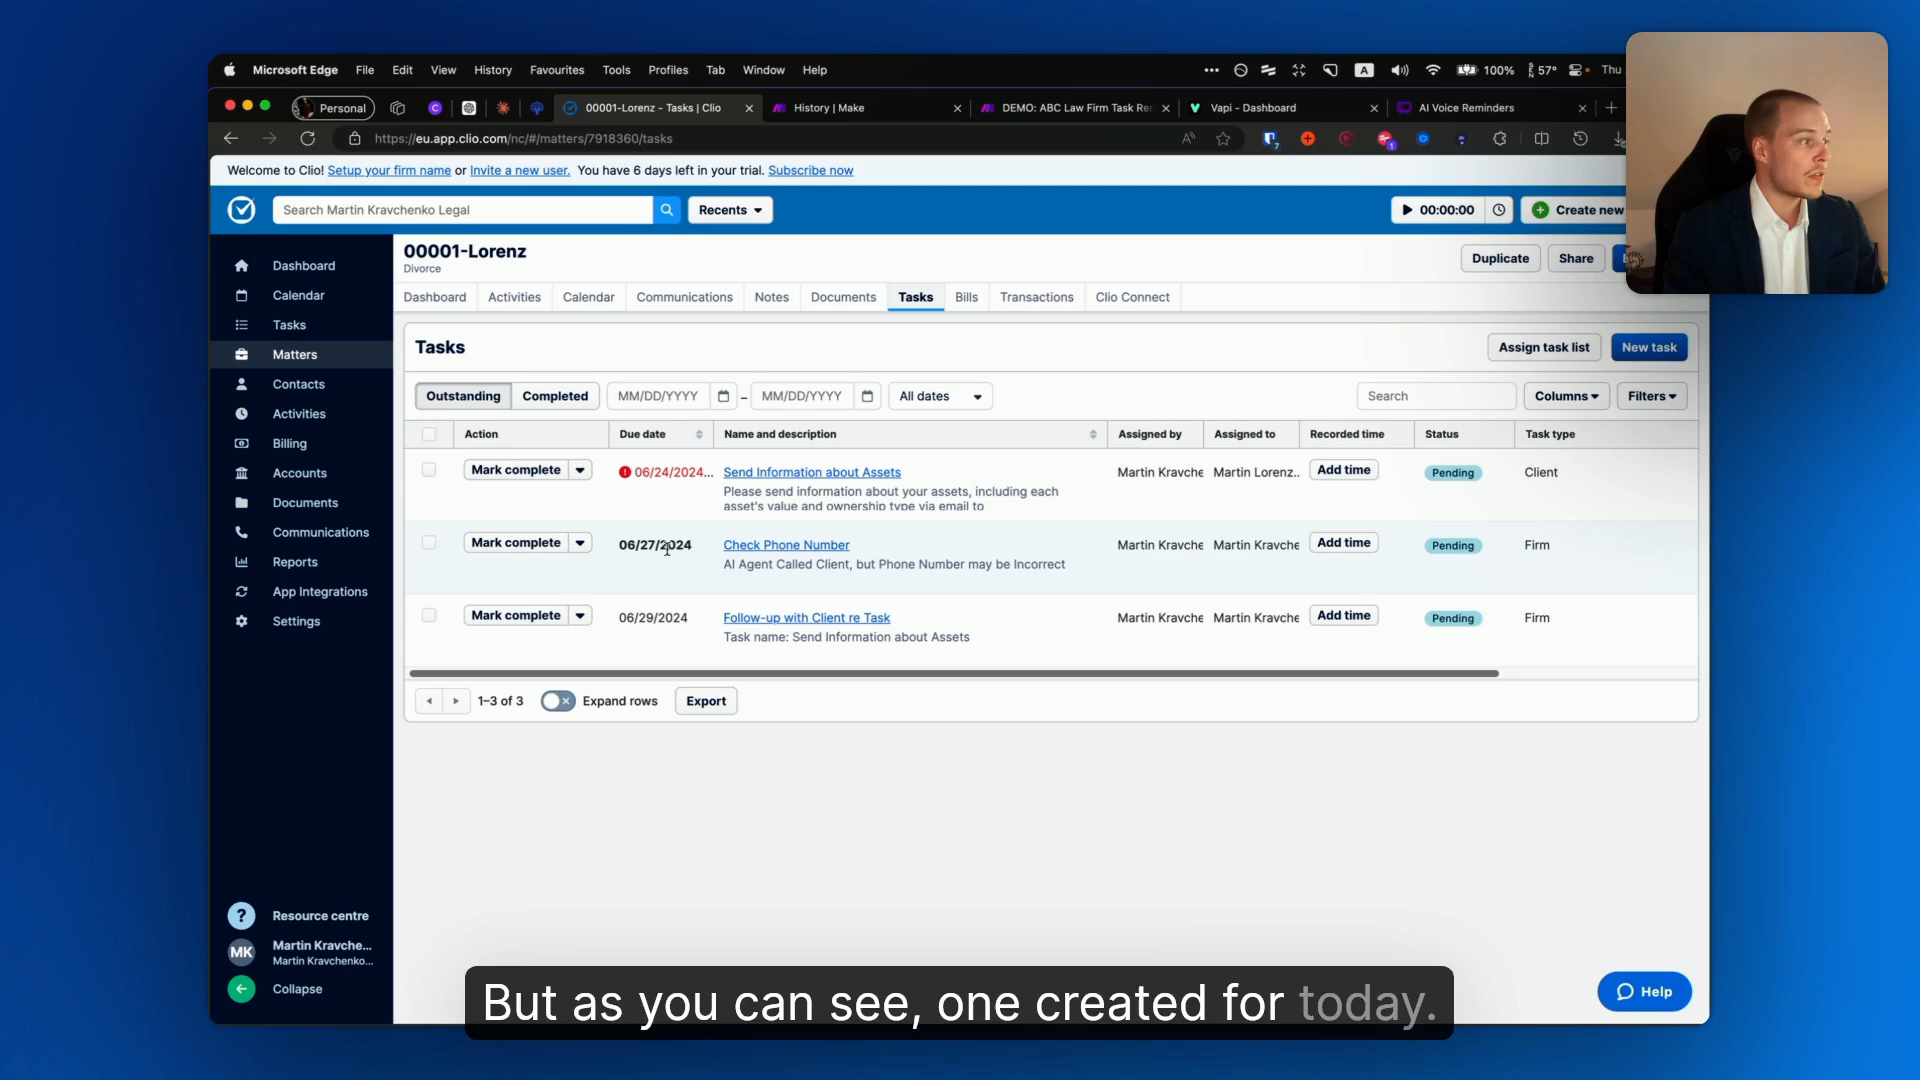 Microsoft Edge File Edit View History Favourites Tools Profiles Tab Window Help
A 100% 57° Thu
Personal 00001-Lorenz - Tasks | Clio History | Make DEMO: ABC Law Firm Task Re Vapi - Dashboard AI Voice Reminders
https://eu.app.clio.com/nc/#/matters/7918360/tasks
Welcome to Clio! Setup your firm name or Invite a new user. You have 6 days left in your trial. Subscribe now
Search Martin Kravchenko Legal Recents 00:00:00 Create new
Dashboard
Calendar
Tasks
Matters
Contacts
Activities
Billing
Accounts
Documents
Communications
Reports
App Integrations
Settings
Resource centre
MK Martin Kravche...
Martin Kravchenko...
Collapse
00001-Lorenz
Divorce
Duplicate Share
Dashboard Activities Calendar Communications Notes Documents Tasks Bills Transactions Clio Connect
Tasks
Assign task list New task
Outstanding Completed MM/DD/YYYY – MM/DD/YYYY All dates Search Columns Filters
Action Due date Name and description Assigned by Assigned to Recorded time Status Task type
Mark complete 06/24/2024... Send Information about Assets Martin Kravche Martin Lorenz.. Add time Pending Client
Please send information about your assets, including each
asset's value and ownership type via email to
Mark complete 06/27/2024 Check Phone Number Martin Kravche Martin Kravche Add time Pending Firm
AI Agent Called Client, but Phone Number may be Incorrect
Mark complete 06/29/2024 Follow-up with Client re Task Martin Kravche Martin Kravche Add time Pending Firm
Task name: Send Information about Assets
1–3 of 3 Expand rows Export
Help
But as you can see, one created for today.